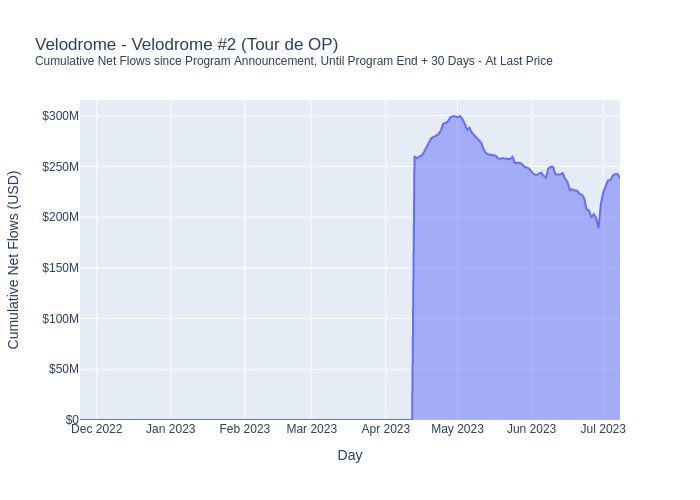 Velodrome - Velodrome #2 (Tour de OP)
Cumulative Net Flows since Program Announcement, Until Program End + 30 Days - At Last Price
Cumulative Net Flows (USD)
$300M
$250M
$200M
$150M
$100M
$50M
$0
Dec 2022 Jan 2023 Feb 2023 Mar 2023 Apr 2023 May 2023 Jun 2023 Jul 2023
Day